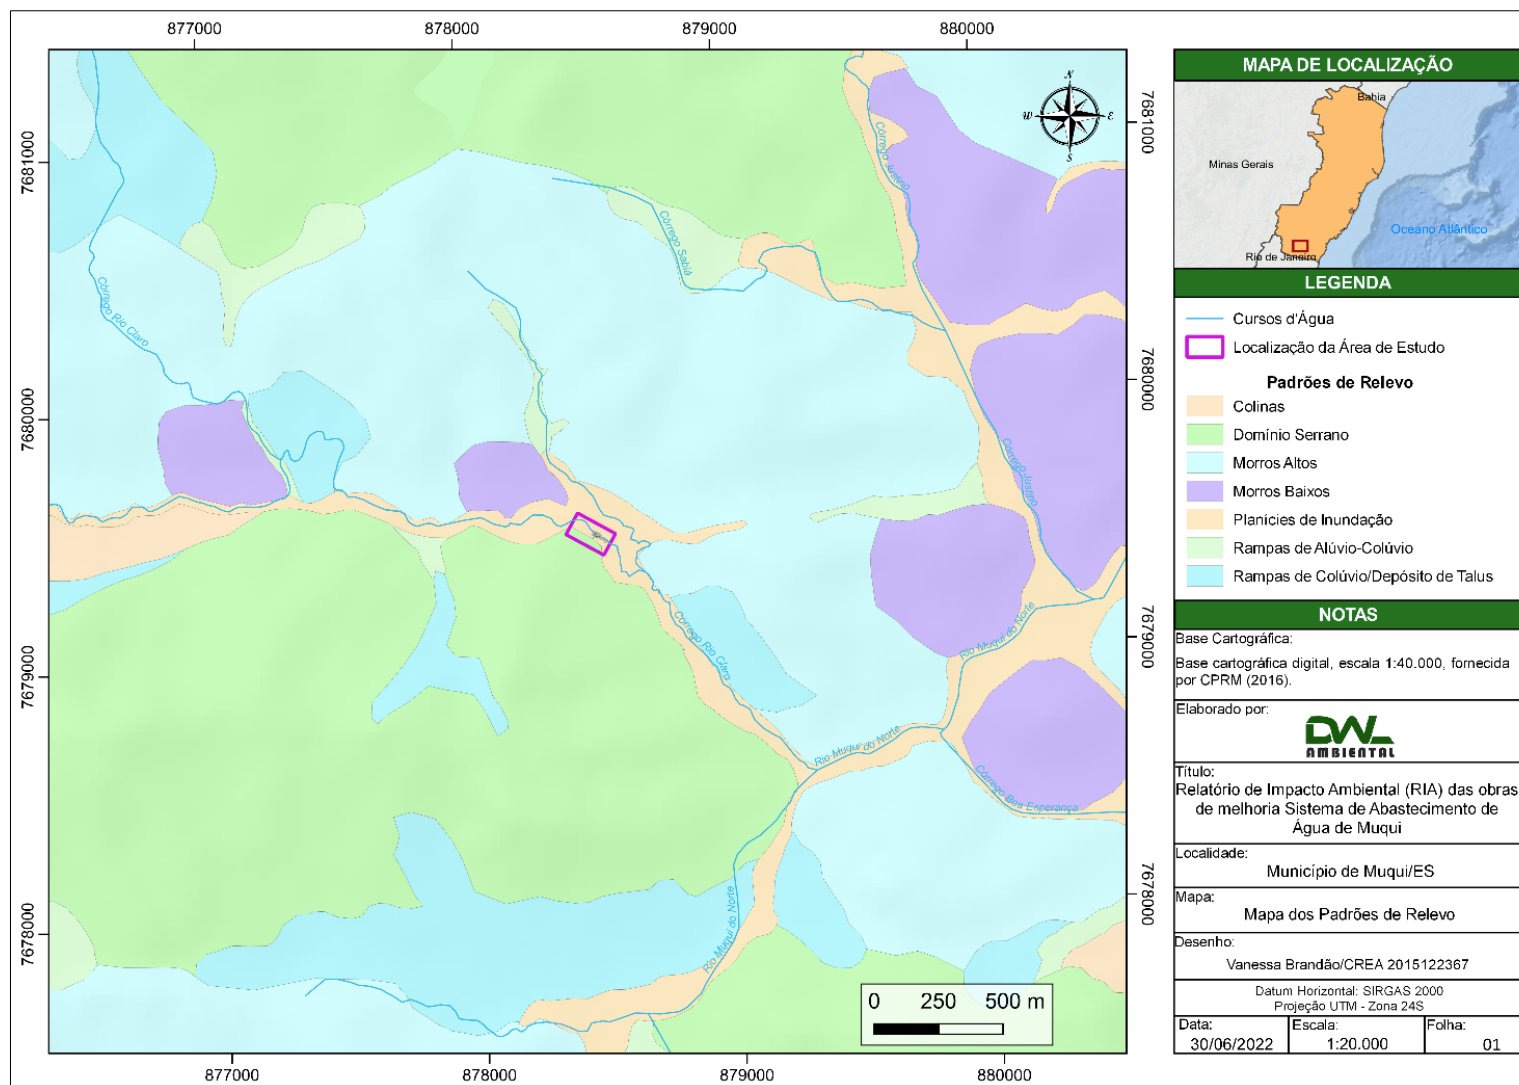 877000
878000
879000
880000
7681000
7680000
7679000
7678000
7681000
7680000
7679000
7678000
N
W
E
S
Córrego Justino
Córrego Sabiá
Córrego Rio Claro
Córrego Justino
Córrego Rio Claro
Rio Muqui do Norte
Rio Muqui do Norte
Córrego Boa Esperança
Rio Muqui do Norte
0 250 500 m
877000
878000
879000
880000
MAPA DE LOCALIZAÇÃO
Bahia
Minas Gerais
Oceano Atlântico
Rio de Janeiro
LEGENDA
Cursos d'Água
Localização da Área de Estudo
Padrões de Relevo
Colinas
Domínio Serrano
Morros Altos
Morros Baixos
Planícies de Inundação
Rampas de Alúvio-Colúvio
Rampas de Colúvio/Depósito de Talus
NOTAS
Base Cartográfica:
Base cartográfica digital, escala 1:40.000, fornecida
por CPRM (2016).
Elaborado por:
DWL
AMBIENTAL
Título:
Relatório de Impacto Ambiental (RIA) das obras
de melhoria Sistema de Abastecimento de
Água de Muqui
Localidade:
Município de Muqui/ES
Mapa:
Mapa dos Padrões de Relevo
Desenho:
Vanessa Brandão/CREA 2015122367
Datum Horizontal: SIRGAS 2000
Projeção UTM - Zona 24S
Data:
30/06/2022
Escala:
1:20.000
Folha:
01